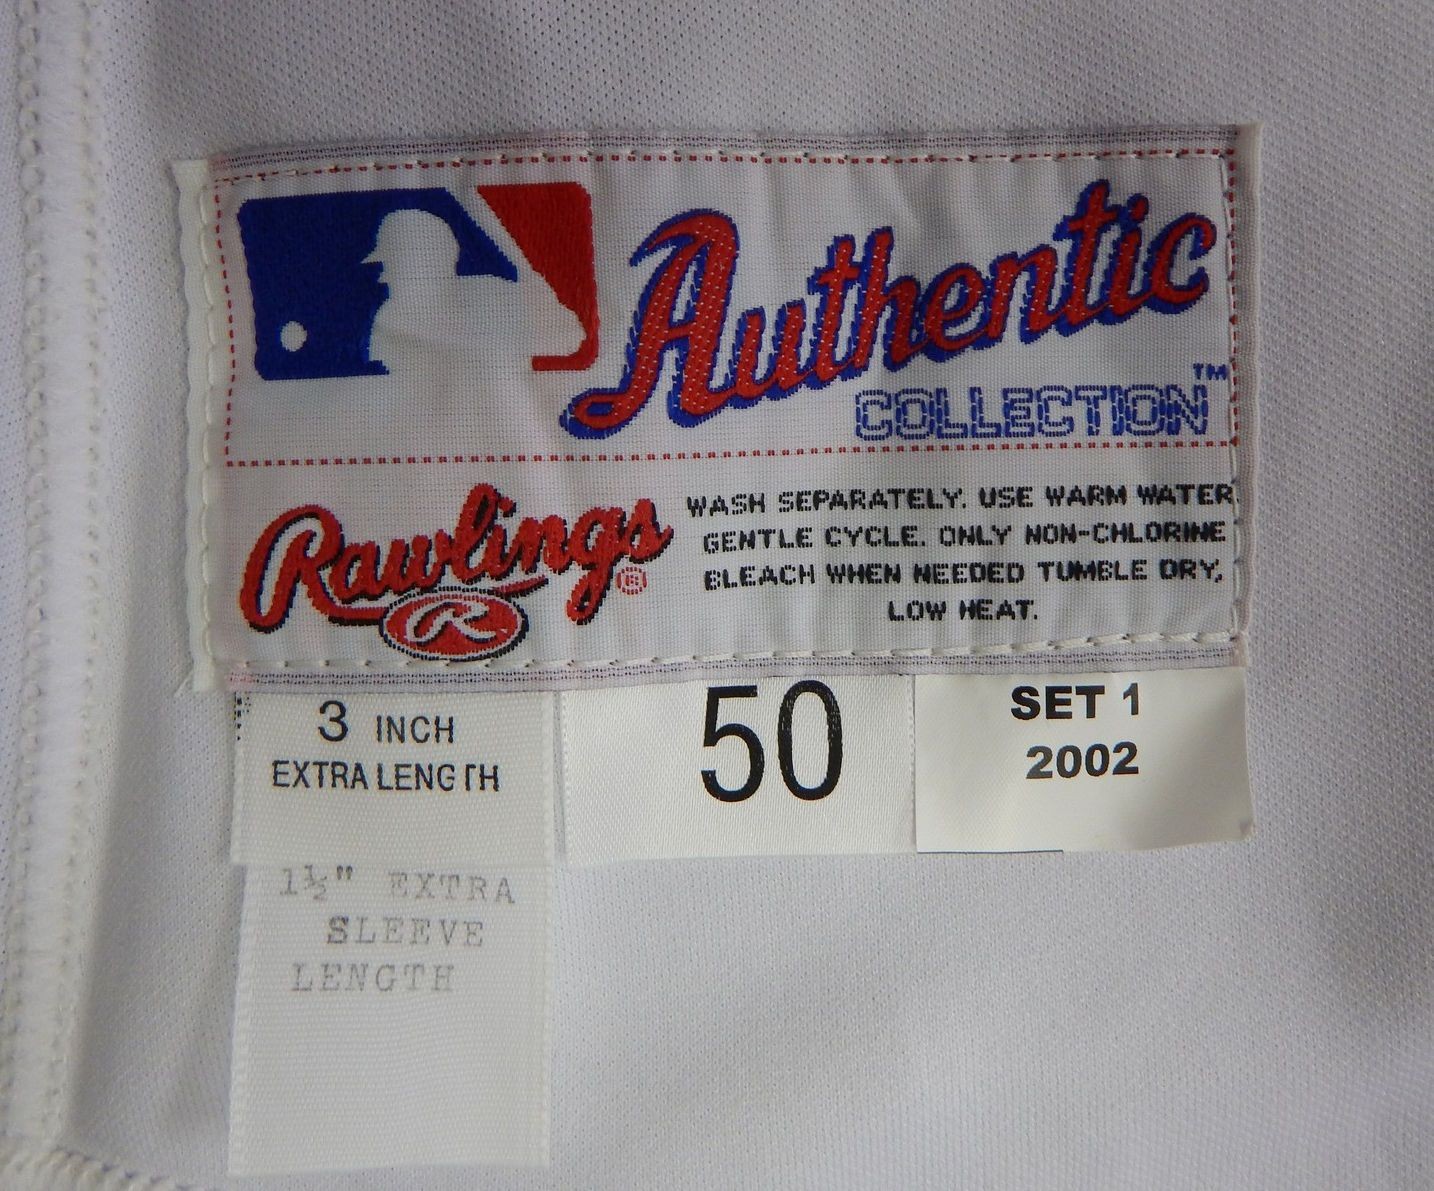 Authentic
COLLECTION™
Rawlings®
R
WASH SEPARATELY. USE WARM WATER
GENTLE CYCLE. ONLY NON-CHLORINE
BLEACH WHEN NEEDED TUMBLE DRY,
LOW HEAT.
3 INCH
EXTRA LENGTH
50
SET 1
2002
1½" EXTRA
SLEEVE
LENGTH